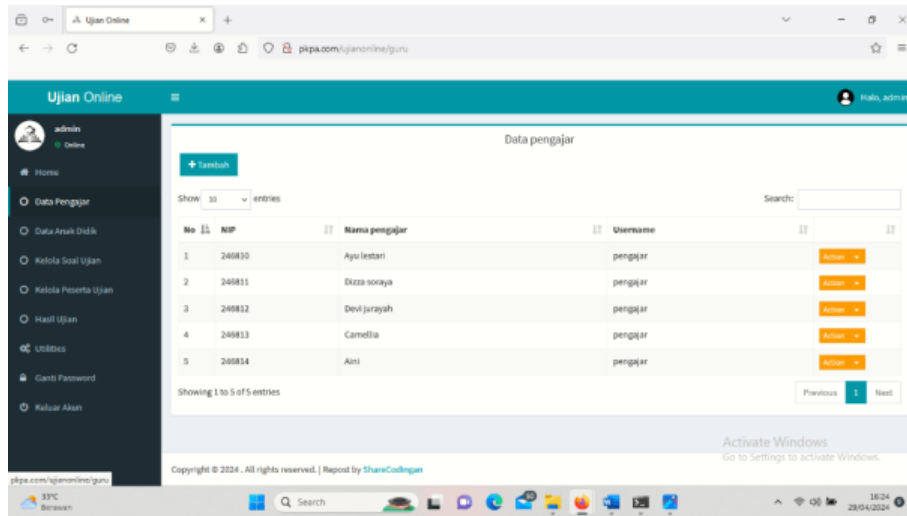 Ujian Online
pkpa.com/ujianonline/guru
Ujian Online
Halo, admin
admin
Online
Home
Data Pengajar
Data Anak Didik
Kelola Soal Ujian
Kelola Peserta Ujian
Hasil Ujian
Utilities
Ganti Password
Keluar Akun
Data pengajar
+ Tambah
Show 10 entries
Search:
No NIP Nama pengajar Username
1 246810 Ayu lestari pengajar Action
2 246811 Dizza soraya pengajar Action
3 246812 Devi jurayah pengajar Action
4 246813 Camellia pengajar Action
5 246814 Aini pengajar Action
Showing 1 to 5 of 5 entries
Previous 1 Next
Activate Windows
Go to Settings to activate Windows.
Copyright © 2024 . All rights reserved. | Repost by ShareCodingan
pkpa.com/ujianonline/guru
33°C
Berawan
Search
16:24
29/04/2024